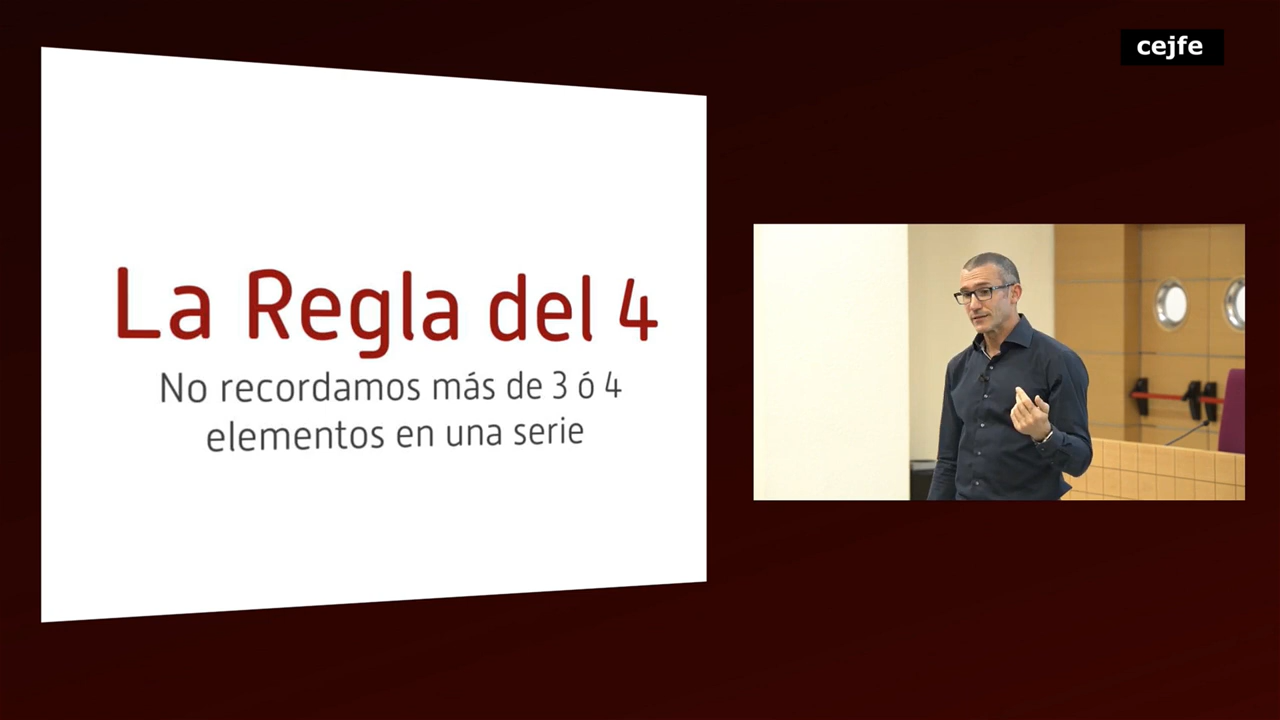 cejfe
La Regla del 4
No recordamos más de 3 ó 4
elementos en una serie